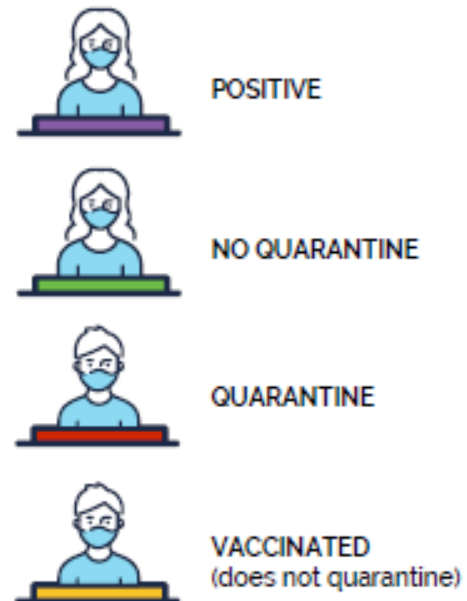 POSITIVE
NO QUARANTINE
QUARANTINE
VACCINATED
(does not quarantine)